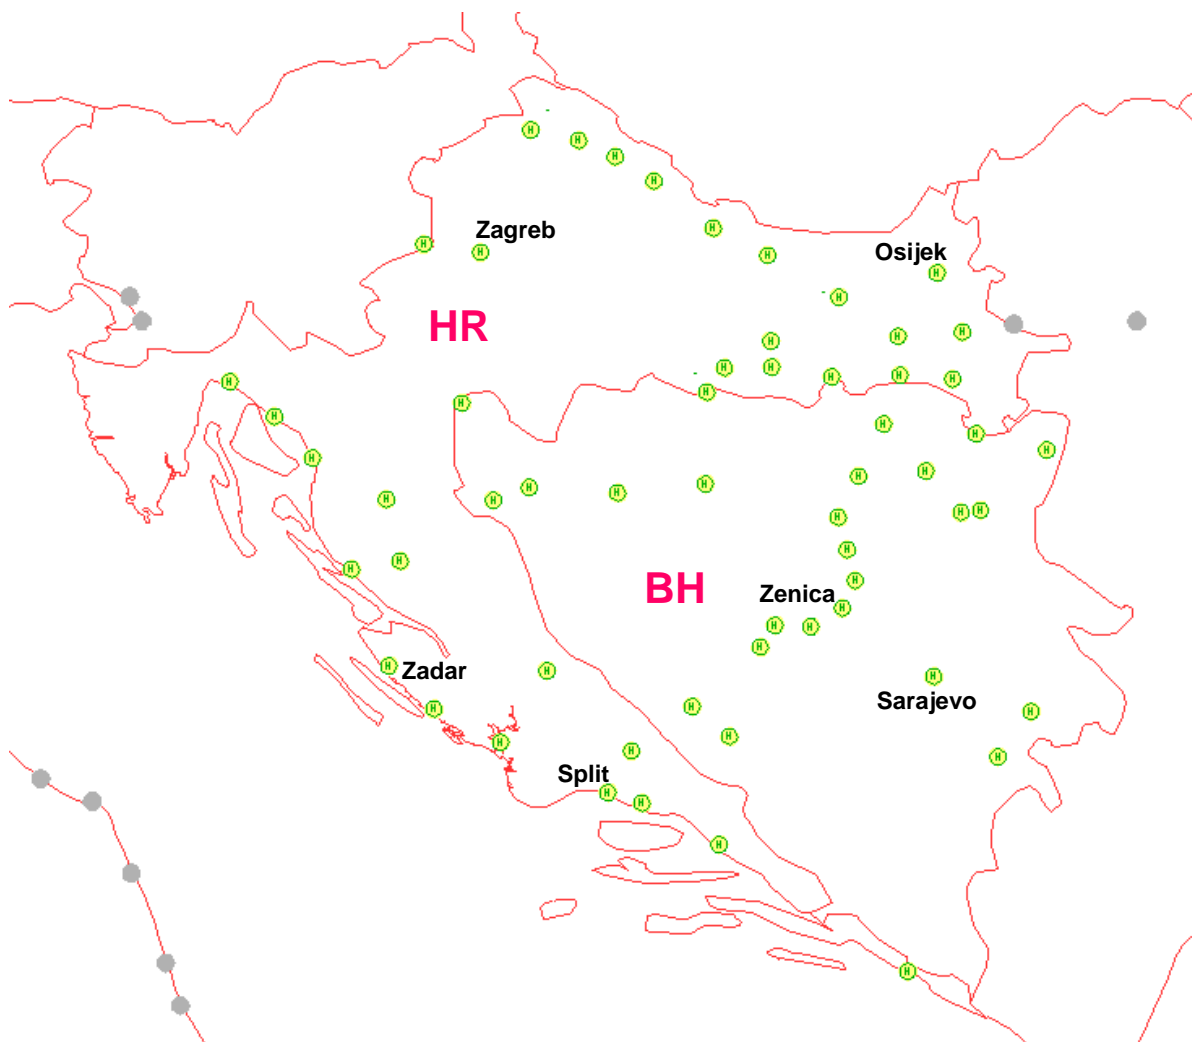 Zagreb
Osijek
HR
BH
Zenica
Zadar
Sarajevo
Split